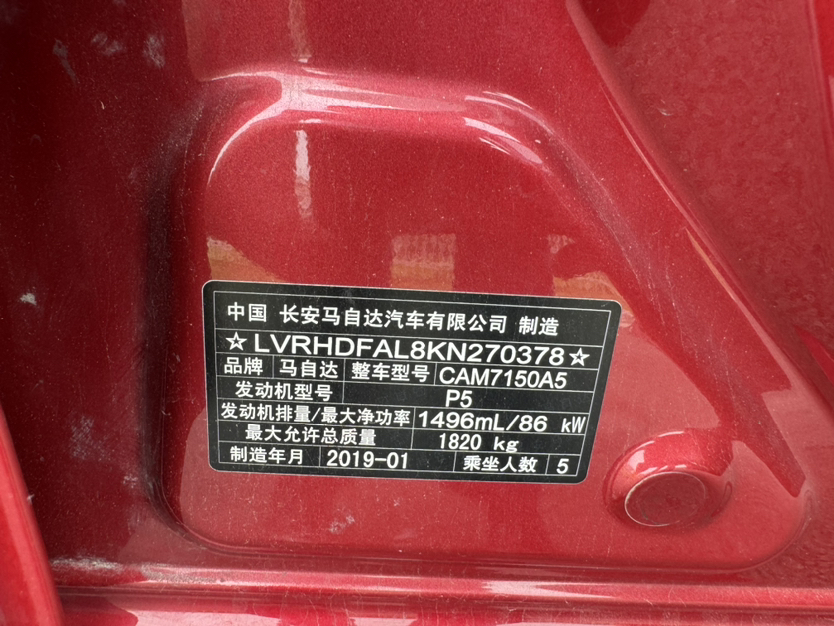 中国 长安马自达汽车有限公司 制造
☆LVRHDFAL8KN270378☆
品牌 马自达 整车型号 CAM7150A5
发动机型号 P5
发动机排量/最大净功率 1496mL/86 kW
最大允许总质量 1820 kg
制造年月 2019-01 乘坐人数 5